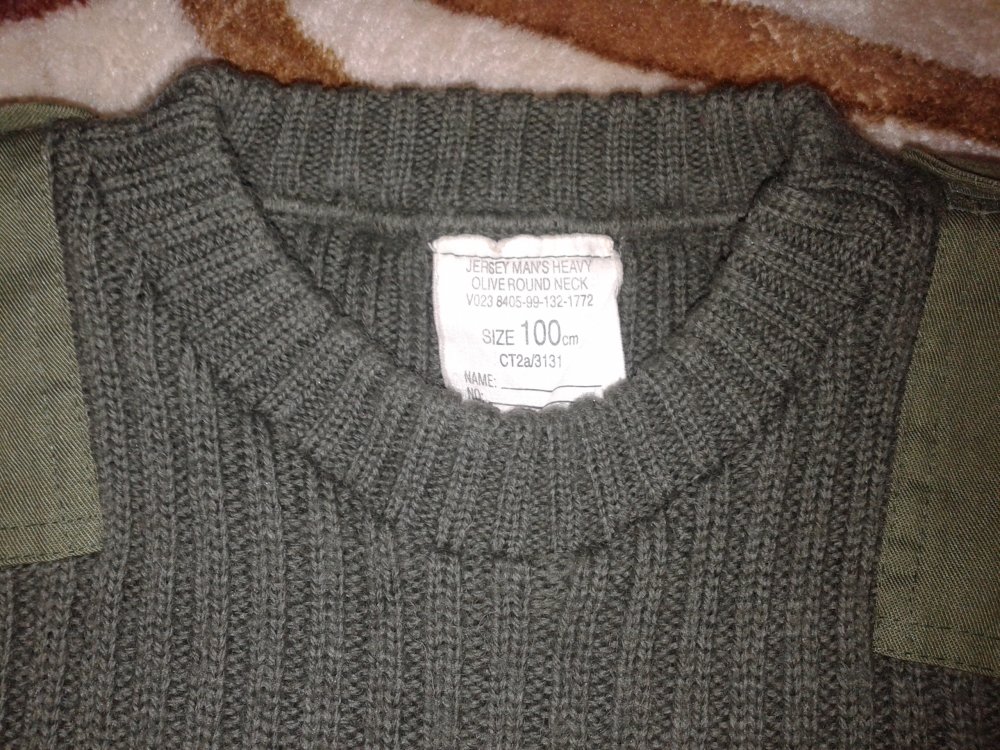 JERSEY MAN'S HEAVY
OLIVE ROUND NECK
V023 8405-99-132-1772
SIZE 100cm
CT2a/3131
NAME:
NO: